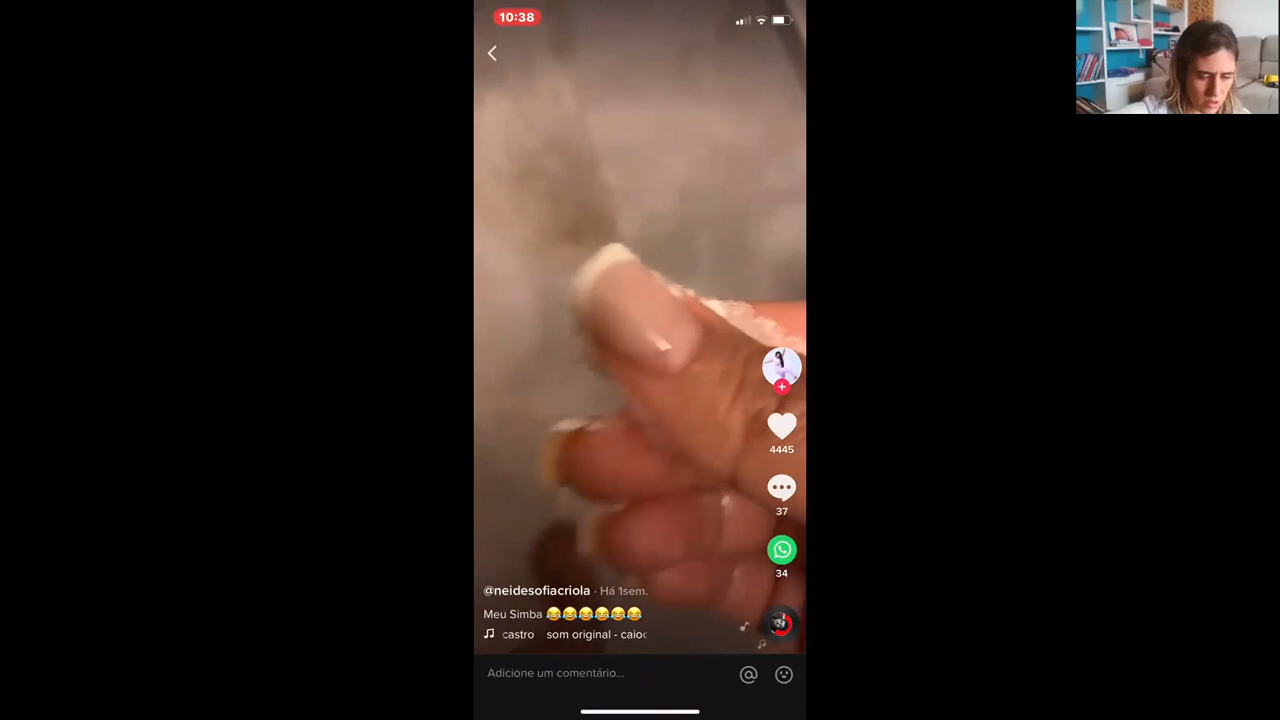 10:38
4445
37
34
@neidesofiacriola · Há 1sem.
Meu Simba 😂😂😂😂😂😂
castro som original - caioc
Adicione um comentário...